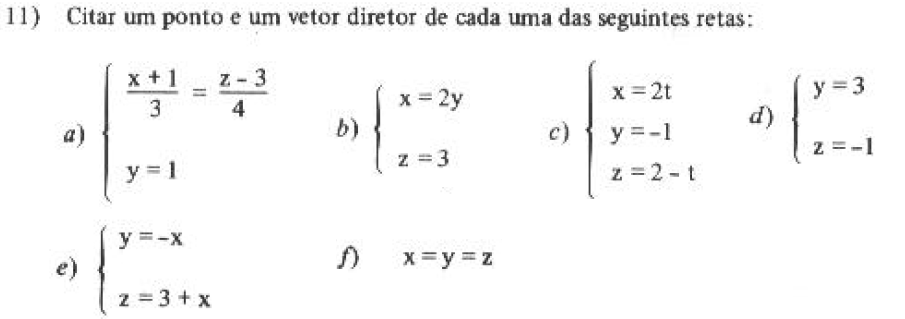 11) Citar um ponto e um vetor diretor de cada uma das seguintes retas:
a) { (x + 1)/3 = (z - 3)/4
y = 1
b) { x = 2y
z = 3
c) { x = 2t
y = -1
z = 2 - t
d) { y = 3
z = -1
e) { y = -x
z = 3 + x
f) x = y = z